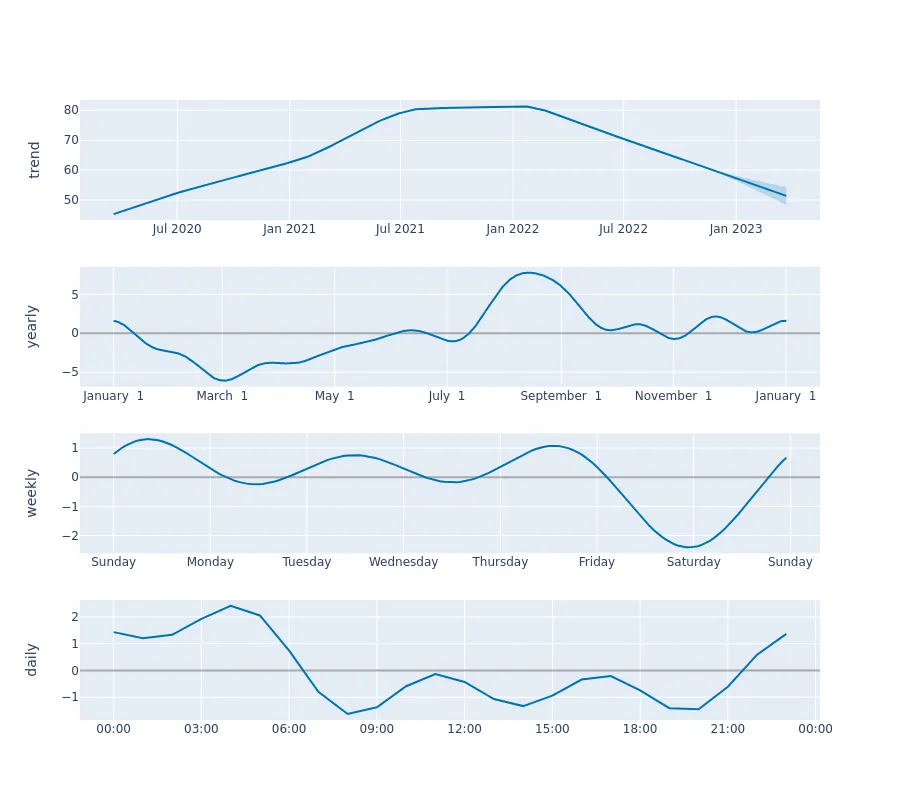 trend
80
70
60
50
Jul 2020 Jan 2021 Jul 2021 Jan 2022 Jul 2022 Jan 2023
yearly
5
0
−5
January 1 March 1 May 1 July 1 September 1 November 1 January 1
weekly
1
0
−1
−2
Sunday Monday Tuesday Wednesday Thursday Friday Saturday Sunday
daily
2
1
0
−1
00:00 03:00 06:00 09:00 12:00 15:00 18:00 21:00 00:00